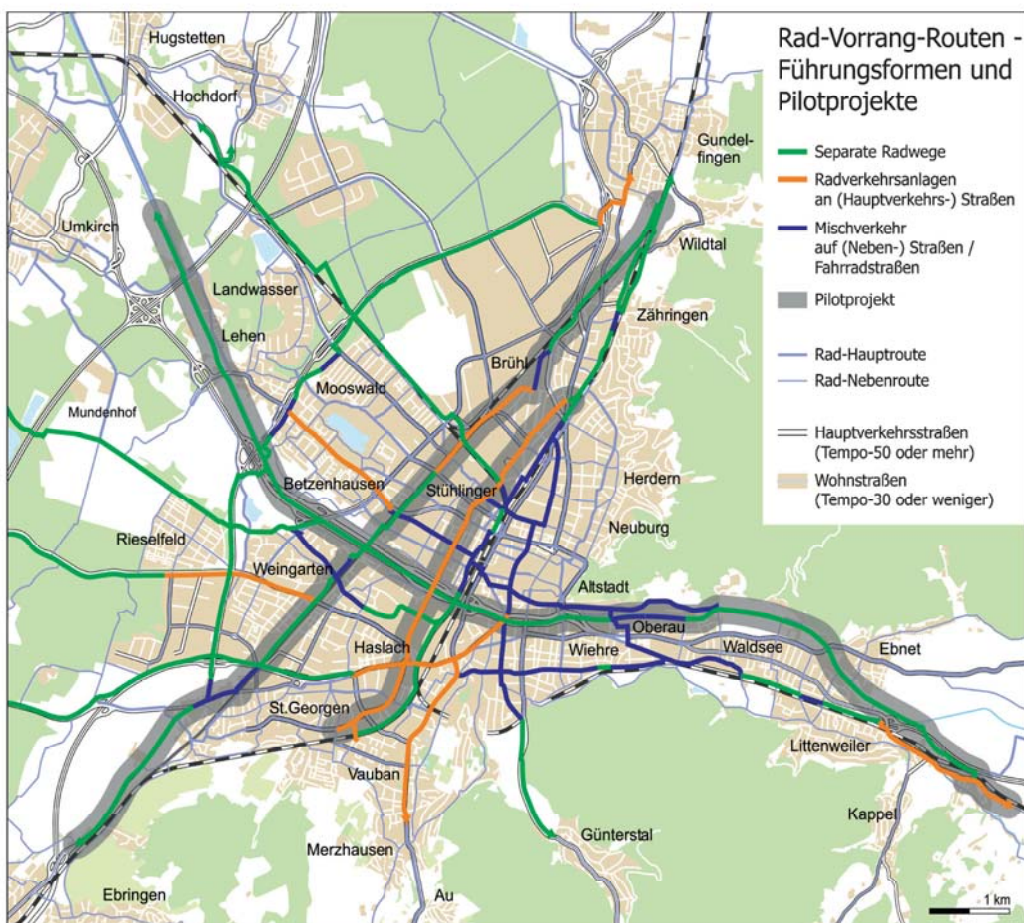 Rad-Vorrang-Routen -
Führungsformen und
Pilotprojekte
Separate Radwege
Radverkehrsanlagen
an (Hauptverkehrs-) Straßen
Mischverkehr
auf (Neben-) Straßen /
Fahrradstraßen
Pilotprojekt
Rad-Hauptroute
Rad-Nebenroute
Hauptverkehrsstraßen
(Tempo-50 oder mehr)
Wohnstraßen
(Tempo-30 oder weniger)
Hugstetten
Hochdorf
Gundel-
fingen
Umkirch
Wildtal
Landwasser
Zähringen
Lehen
Brühl
Mooswald
Mundenhof
Betzenhausen
Stühlinger
Herdern
Neuburg
Rieselfeld
Weingarten
Altstadt
Oberau
Haslach
Wiehre
Waldsee
Ebnet
St.Georgen
Littenweiler
Vauban
Kappel
Günterstal
Merzhausen
Ebringen
Au
1 km